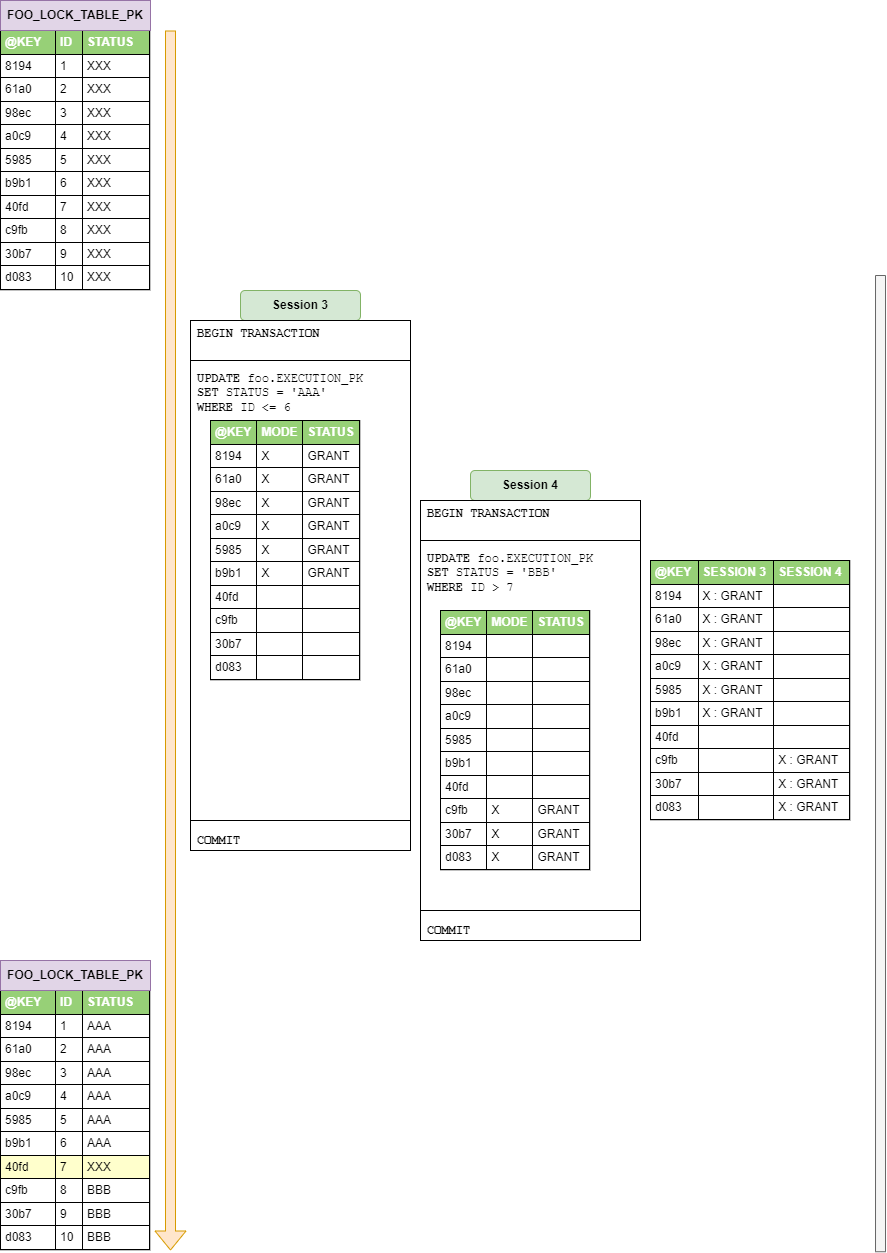 FOO_LOCK_TABLE_PK
@KEY ID STATUS
8194 1 XXX
61a0 2 XXX
98ec 3 XXX
a0c9 4 XXX
5985 5 XXX
b9b1 6 XXX
40fd 7 XXX
c9fb 8 XXX
30b7 9 XXX
d083 10 XXX
Session 3
BEGIN TRANSACTION
UPDATE foo.EXECUTION_PK
SET STATUS = 'AAA'
WHERE ID <= 6
@KEY MODE STATUS
8194 X GRANT
61a0 X GRANT
98ec X GRANT
a0c9 X GRANT
5985 X GRANT
b9b1 X GRANT
40fd
c9fb
30b7
d083
COMMIT
Session 4
BEGIN TRANSACTION
UPDATE foo.EXECUTION_PK
SET STATUS = 'BBB'
WHERE ID > 7
@KEY MODE STATUS
8194
61a0
98ec
a0c9
5985
b9b1
40fd
c9fb X GRANT
30b7 X GRANT
d083 X GRANT
COMMIT
@KEY SESSION 3 SESSION 4
8194 X : GRANT
61a0 X : GRANT
98ec X : GRANT
a0c9 X : GRANT
5985 X : GRANT
b9b1 X : GRANT
40fd
c9fb X : GRANT
30b7 X : GRANT
d083 X : GRANT
FOO_LOCK_TABLE_PK
@KEY ID STATUS
8194 1 AAA
61a0 2 AAA
98ec 3 AAA
a0c9 4 AAA
5985 5 AAA
b9b1 6 AAA
40fd 7 XXX
c9fb 8 BBB
30b7 9 BBB
d083 10 BBB